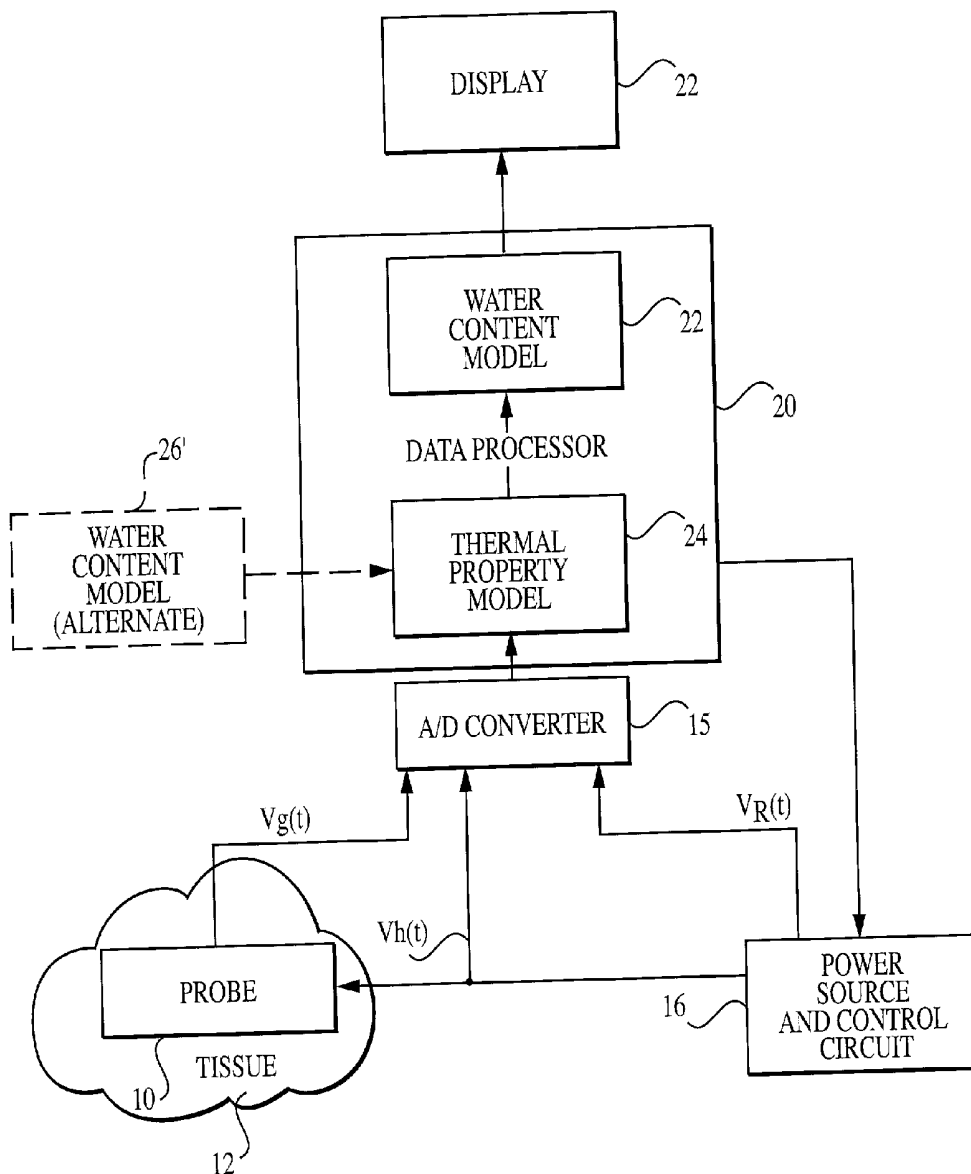 DISPLAY
22
WATER
CONTENT
MODEL
22
20
DATA PROCESSOR
26'
WATER
CONTENT
MODEL
(ALTERNATE)
THERMAL
PROPERTY
MODEL
24
A/D CONVERTER
15
Vg(t)
VR(t)
Vh(t)
PROBE
10
TISSUE
12
16
POWER
SOURCE
AND CONTROL
CIRCUIT